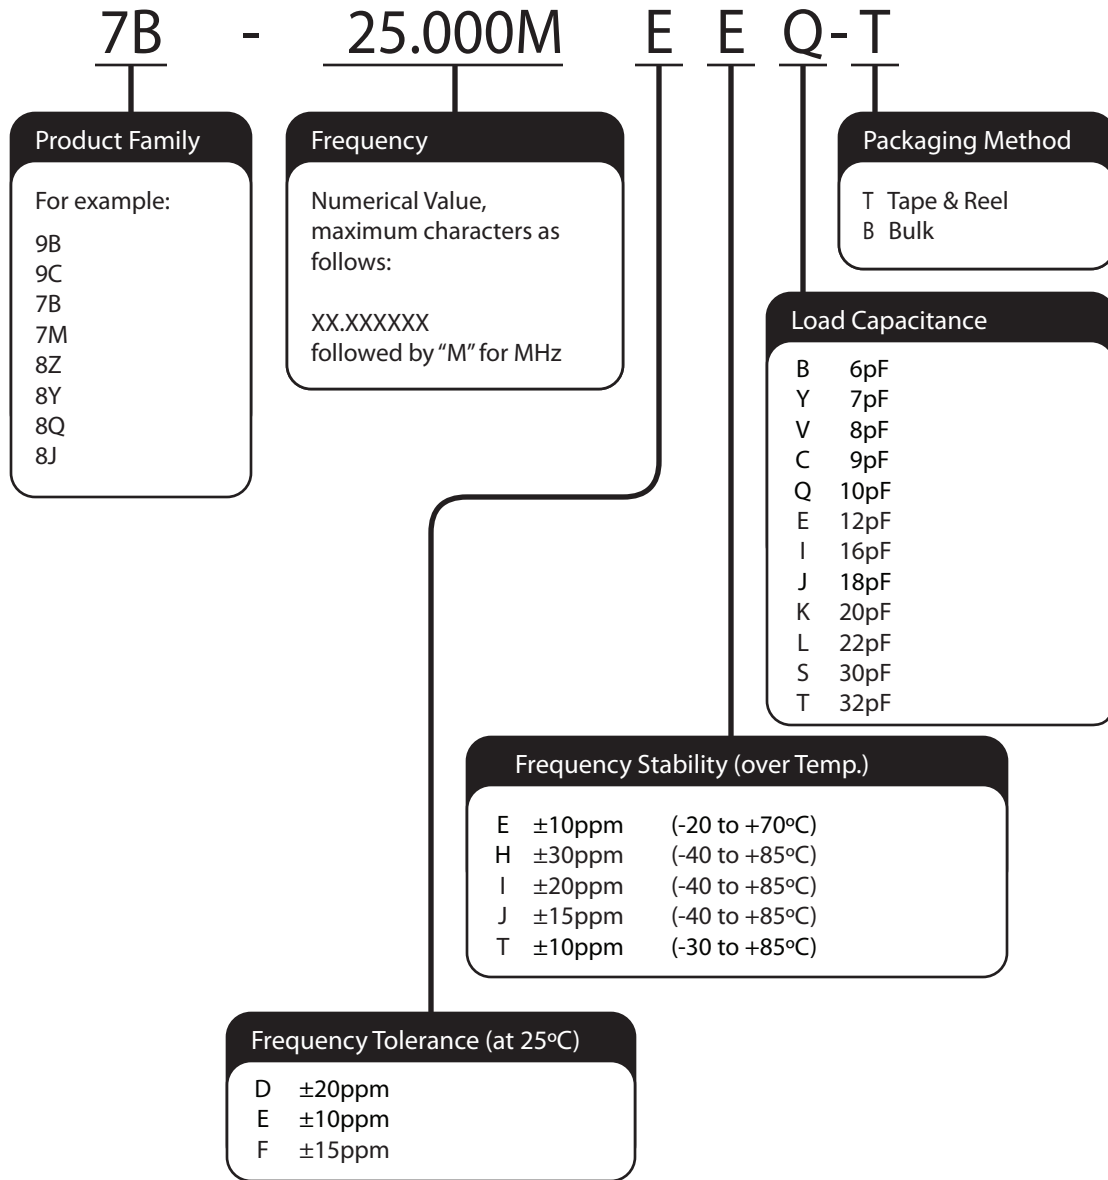 7B - 25.000M E E Q-T
Product Family
For example:
9B
9C
7B
7M
8Z
8Y
8Q
8J
Frequency
Numerical Value,
maximum characters as
follows:
XX.XXXXXX
followed by “M” for MHz
Packaging Method
T Tape & Reel
B Bulk
Load Capacitance
B 6pF
Y 7pF
V 8pF
C 9pF
Q 10pF
E 12pF
I 16pF
J 18pF
K 20pF
L 22pF
S 30pF
T 32pF
Frequency Stability (over Temp.)
E ±10ppm (-20 to +70ºC)
H ±30ppm (-40 to +85ºC)
I ±20ppm (-40 to +85ºC)
J ±15ppm (-40 to +85ºC)
T ±10ppm (-30 to +85ºC)
Frequency Tolerance (at 25ºC)
D ±20ppm
E ±10ppm
F ±15ppm